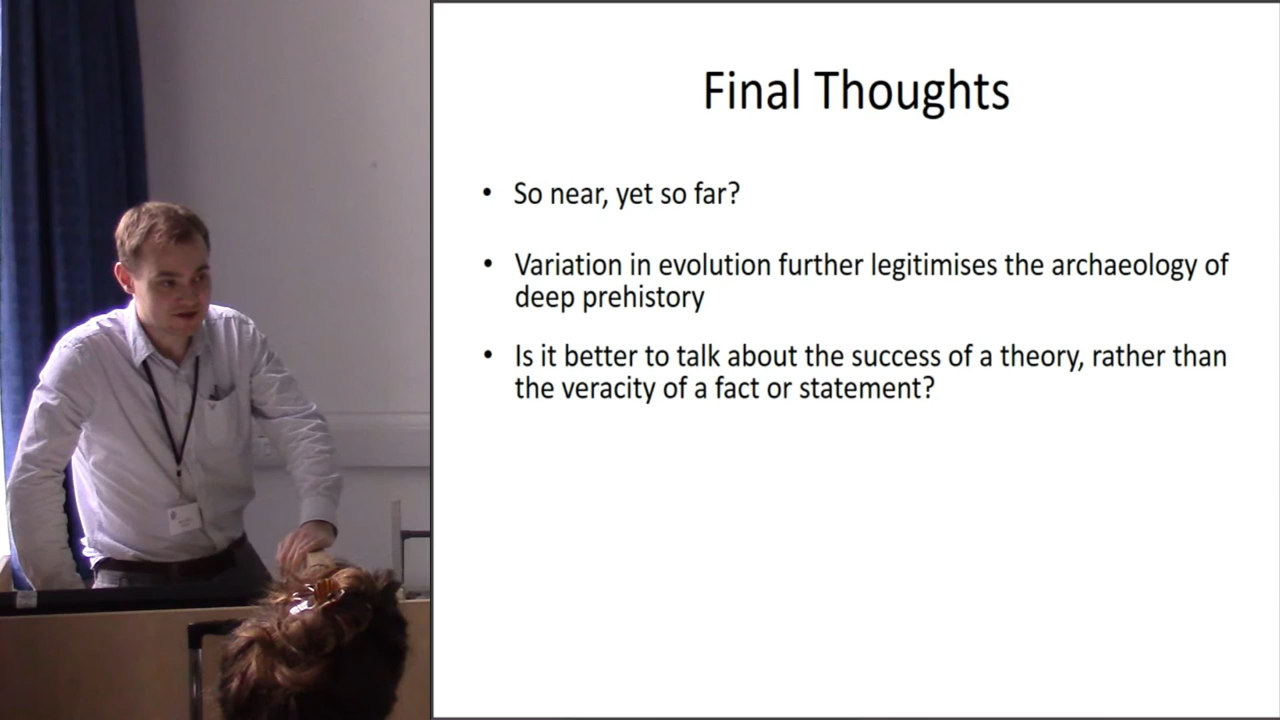 Final Thoughts
• So near, yet so far?
• Variation in evolution further legitimises the archaeology of
deep prehistory
• Is it better to talk about the success of a theory, rather than
the veracity of a fact or statement?